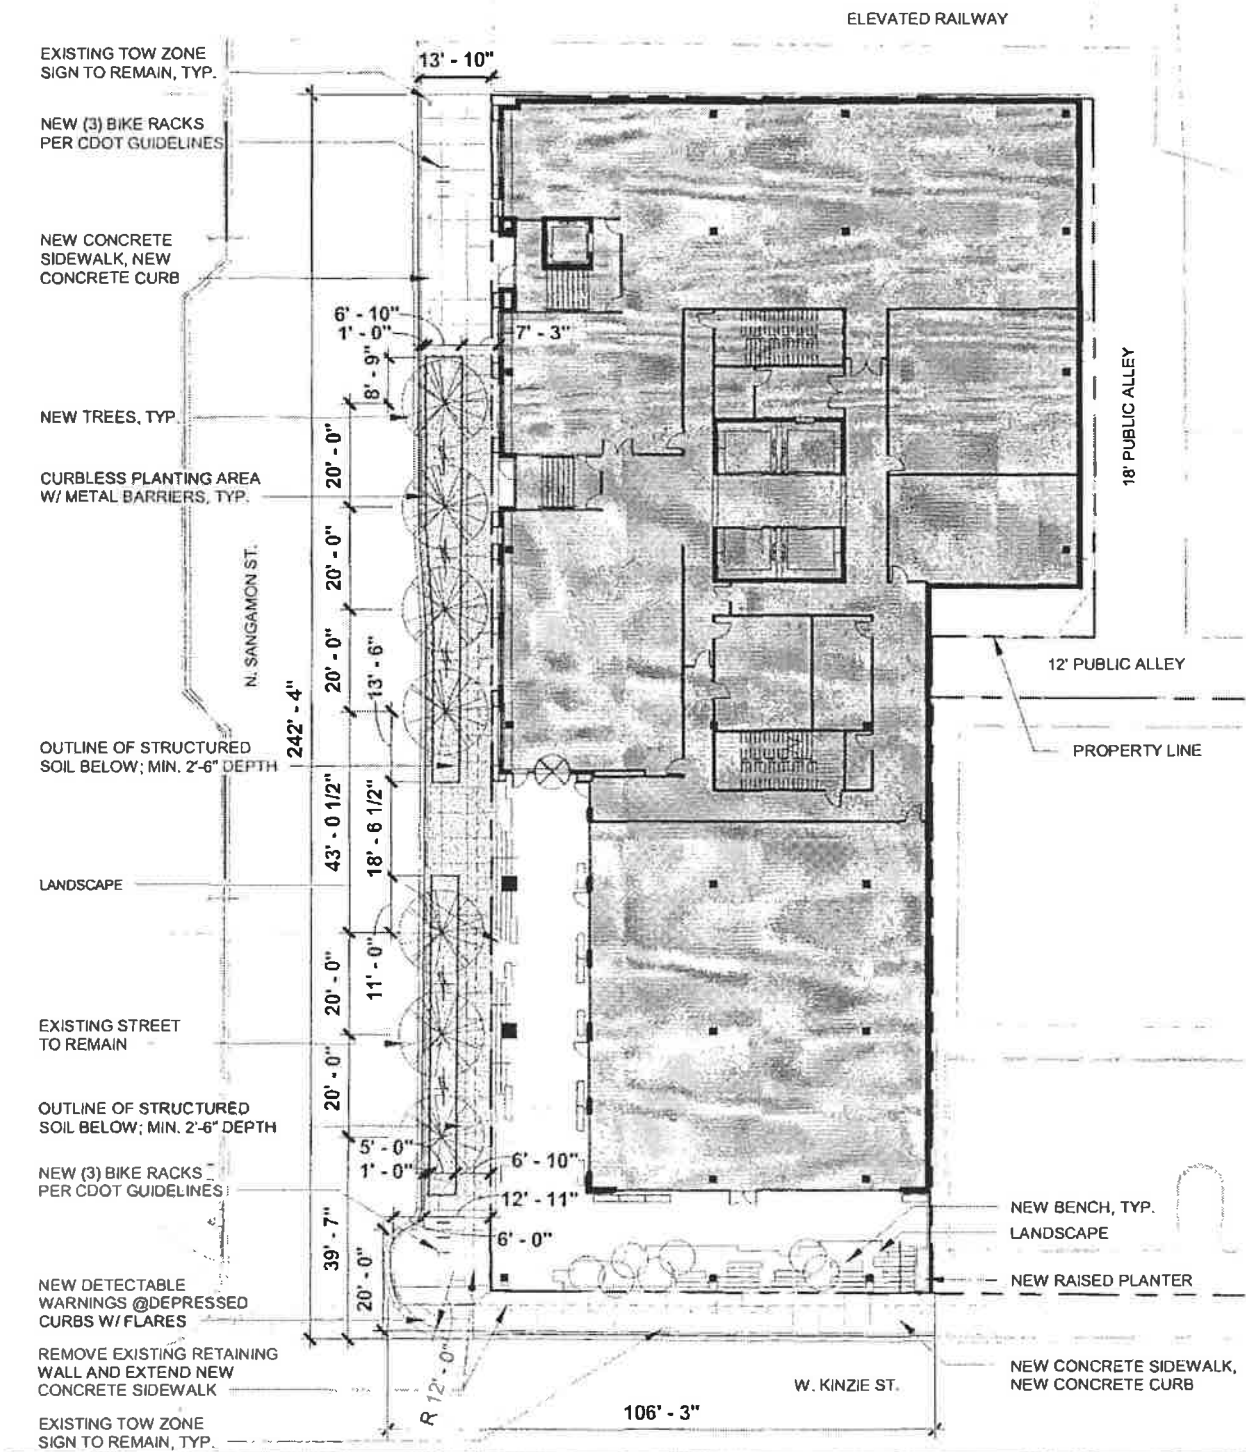 ELEVATED RAILWAY
EXISTING TOW ZONE
SIGN TO REMAIN, TYP.
13' - 10"
NEW (3) BIKE RACKS
PER CDOT GUIDELINES
NEW CONCRETE
SIDEWALK, NEW
CONCRETE CURB
6' - 10"
1' - 0"
7' - 3"
8' - 9"
18' PUBLIC ALLEY
NEW TREES, TYP.
20' - 0"
CURBLESS PLANTING AREA
W/ METAL BARRIERS, TYP.
20' - 0"
N. SANGAMON ST.
20' - 0"
13' - 6"
12' PUBLIC ALLEY
242' - 4"
OUTLINE OF STRUCTURED
SOIL BELOW; MIN. 2'-6" DEPTH
PROPERTY LINE
43' - 0 1/2"
18' - 6 1/2"
LANDSCAPE
11' - 0"
20' - 0"
EXISTING STREET
TO REMAIN
20' - 0"
OUTLINE OF STRUCTURED
SOIL BELOW; MIN. 2'-6" DEPTH
5' - 0"
1' - 0"
6' - 10"
NEW (3) BIKE RACKS
PER CDOT GUIDELINES
12' - 11"
6' - 0"
39' - 7"
20' - 0"
NEW BENCH, TYP.
LANDSCAPE
NEW RAISED PLANTER
NEW DETECTABLE
WARNINGS @DEPRESSED
CURBS W/ FLARES
REMOVE EXISTING RETAINING
WALL AND EXTEND NEW
CONCRETE SIDEWALK
R 12' - 0"
W. KINZIE ST.
NEW CONCRETE SIDEWALK,
NEW CONCRETE CURB
106' - 3"
EXISTING TOW ZONE
SIGN TO REMAIN, TYP.